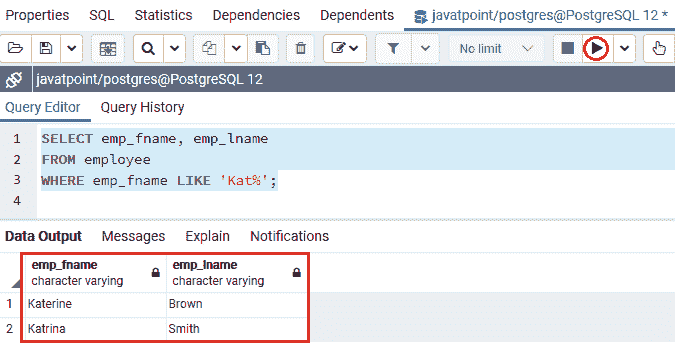 Properties SQL Statistics Dependencies Dependents javatpoint/postgres@PostgreSQL 12 *
No limit
javatpoint/postgres@PostgreSQL 12
Query Editor Query History
1 SELECT emp_fname, emp_lname
2 FROM employee
3 WHERE emp_fname LIKE 'Kat%';
4
Data Output Messages Explain Notifications
emp_fname emp_lname
character varying character varying
1 Katerine Brown
2 Katrina Smith